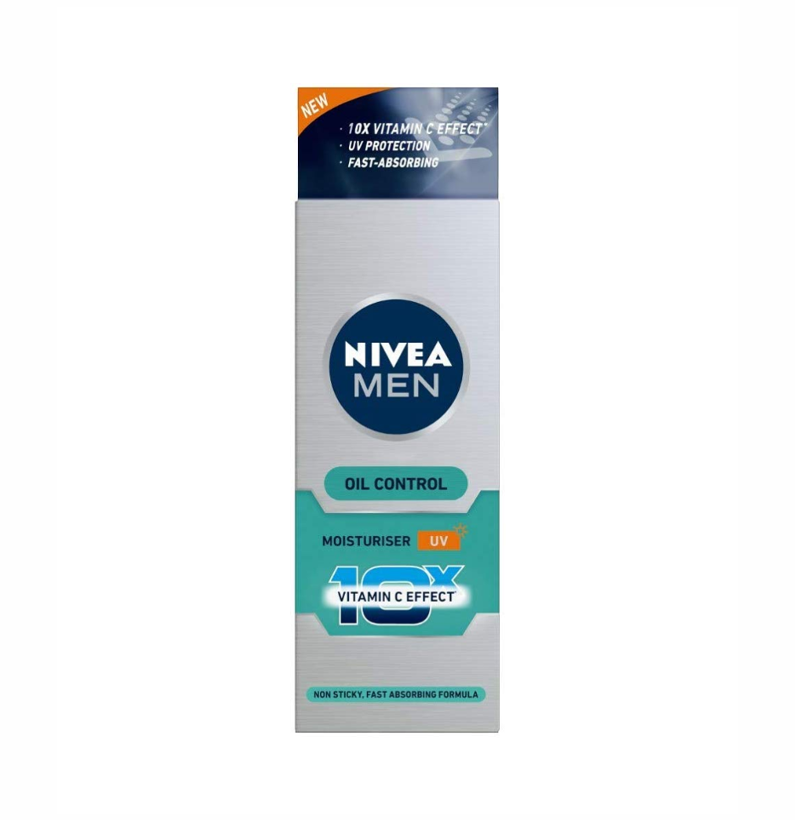 NEW
· 10X VITAMIN C EFFECT*
· UV PROTECTION
· FAST-ABSORBING
NIVEA
MEN
OIL CONTROL
MOISTURISER UV
10X
VITAMIN C EFFECT*
NON STICKY, FAST ABSORBING FORMULA